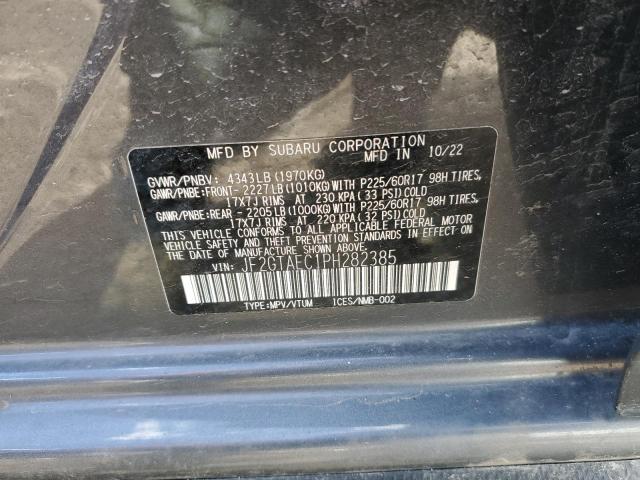 MFD BY SUBARU CORPORATION
MFD IN 10/22
GVWR/PNBV: 4343LB (1970KG)
GAWR/PNBE:FRONT- 2227LB (1010KG) WITH P225/60R17 98H TIRES,
17X7J RIMS AT 230 KPA (33 PSI) COLD
GAWR/PNBE:REAR - 2205LB (1000KG) WITH P225/60R17 98H TIRES,
17X7J RIMS AT 220 KPA (32 PSI) COLD
THIS VEHICLE CONFORMS TO ALL APPLICABLE FEDERAL MOTOR
VEHICLE SAFETY AND THEFT PREVENTION STANDARDS IN EFFECT ON
THE DATE OF MANUFACTURE SHOWN ABOVE.
VIN: JF2GTAEC1PH282385
TYPE:MPV/VTUM ICES/NMB-002